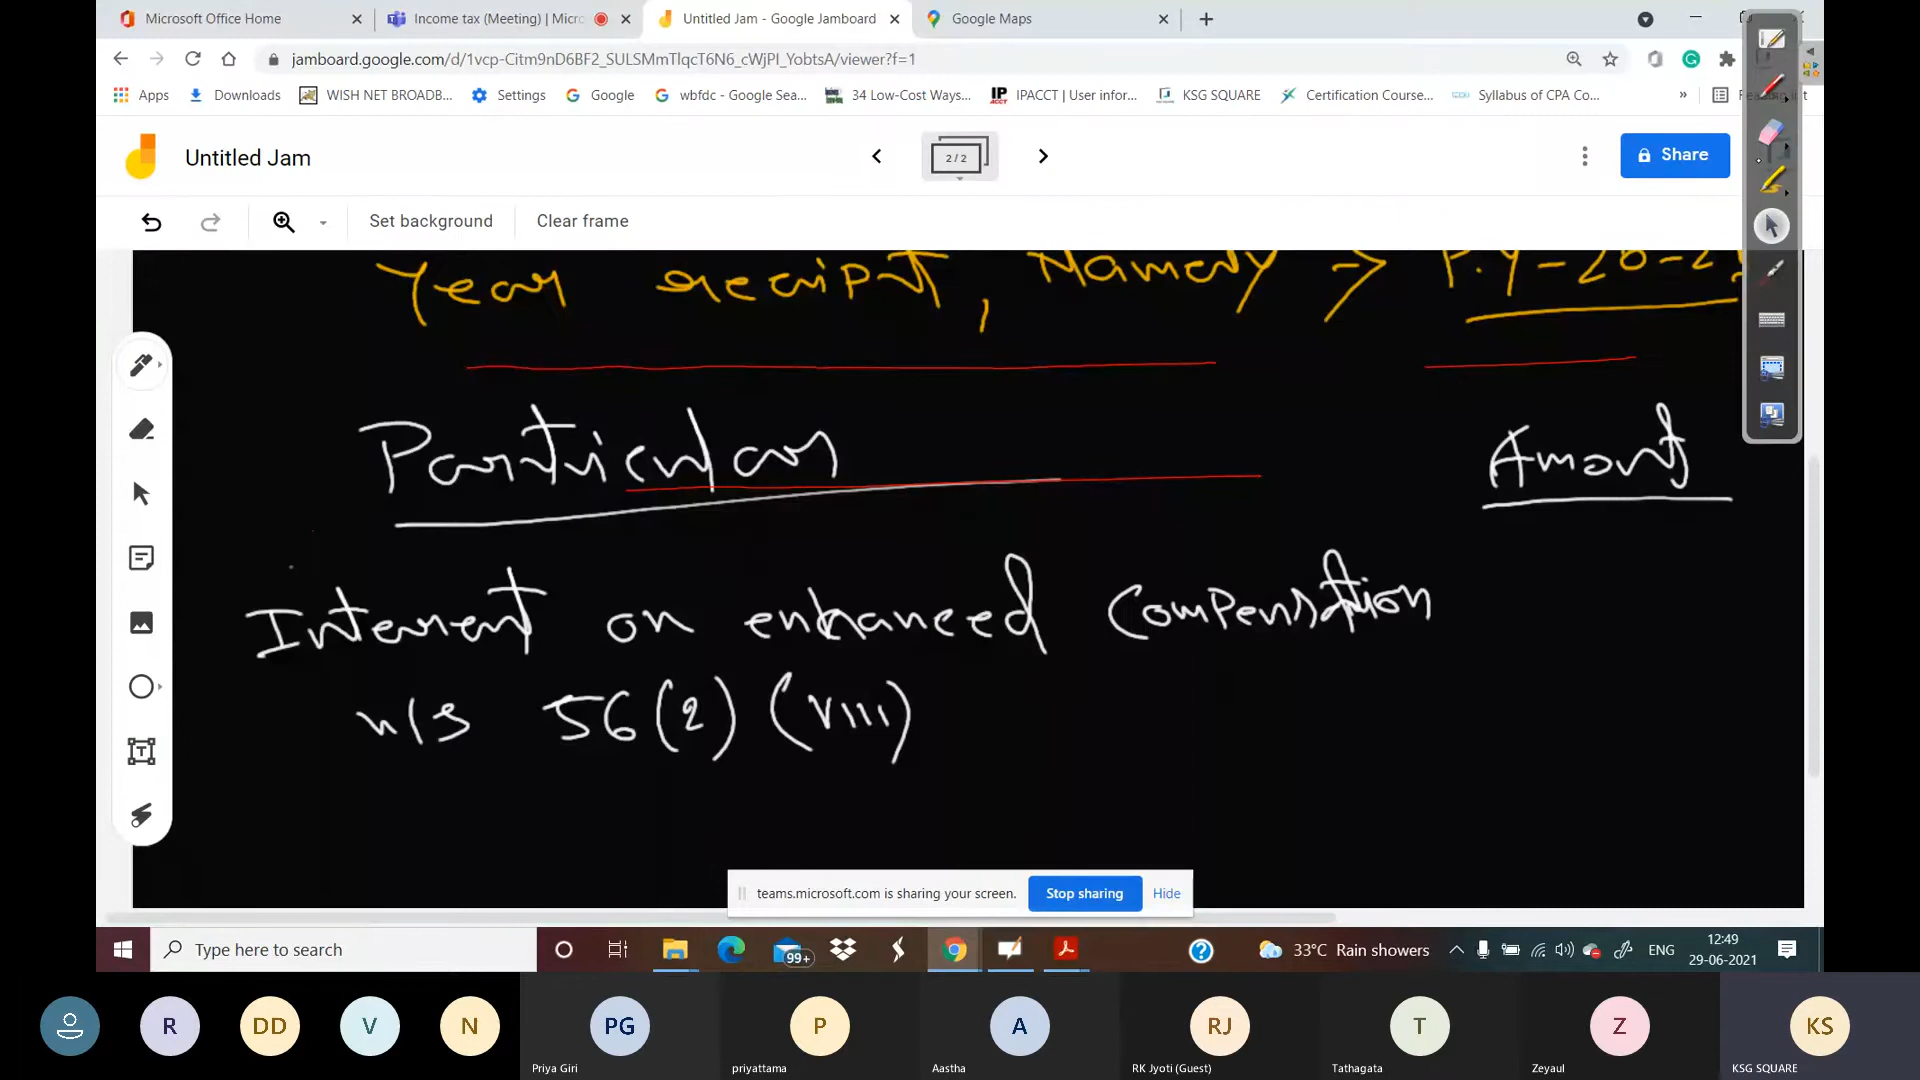 Microsoft Office Home
Income tax (Meeting) | Micro
Untitled Jam - Google Jamboard
Google Maps
jamboard.google.com/d/1vcp-Citm9nD6BF2_SULSMmTlqcT6N6_cWjPI_YobtsA/viewer?f=1
Apps
Downloads
WISH NET BROADB...
Settings
Google
wbfdc - Google Sea...
34 Low-Cost Ways...
IPACCT | User infor...
KSG SQUARE
Certification Course...
Syllabus of CPA Co...
»
Reading list
Untitled Jam
2 / 2
Share
Set background
Clear frame
Year receipt, Namely → P.Y-20-21
Particular Amont
Interest on enhanced Compensation
u/s 56(2) (VIII)
teams.microsoft.com is sharing your screen.
Stop sharing
Hide
Type here to search
99+
33°C Rain showers
ENG
12:49
29-06-2021
R
DD
V
N
PG
P
A
RJ
T
Z
KS
Priya Giri
priyattama
Aastha
RK Jyoti (Guest)
Tathagata
Zeyaul
KSG SQUARE